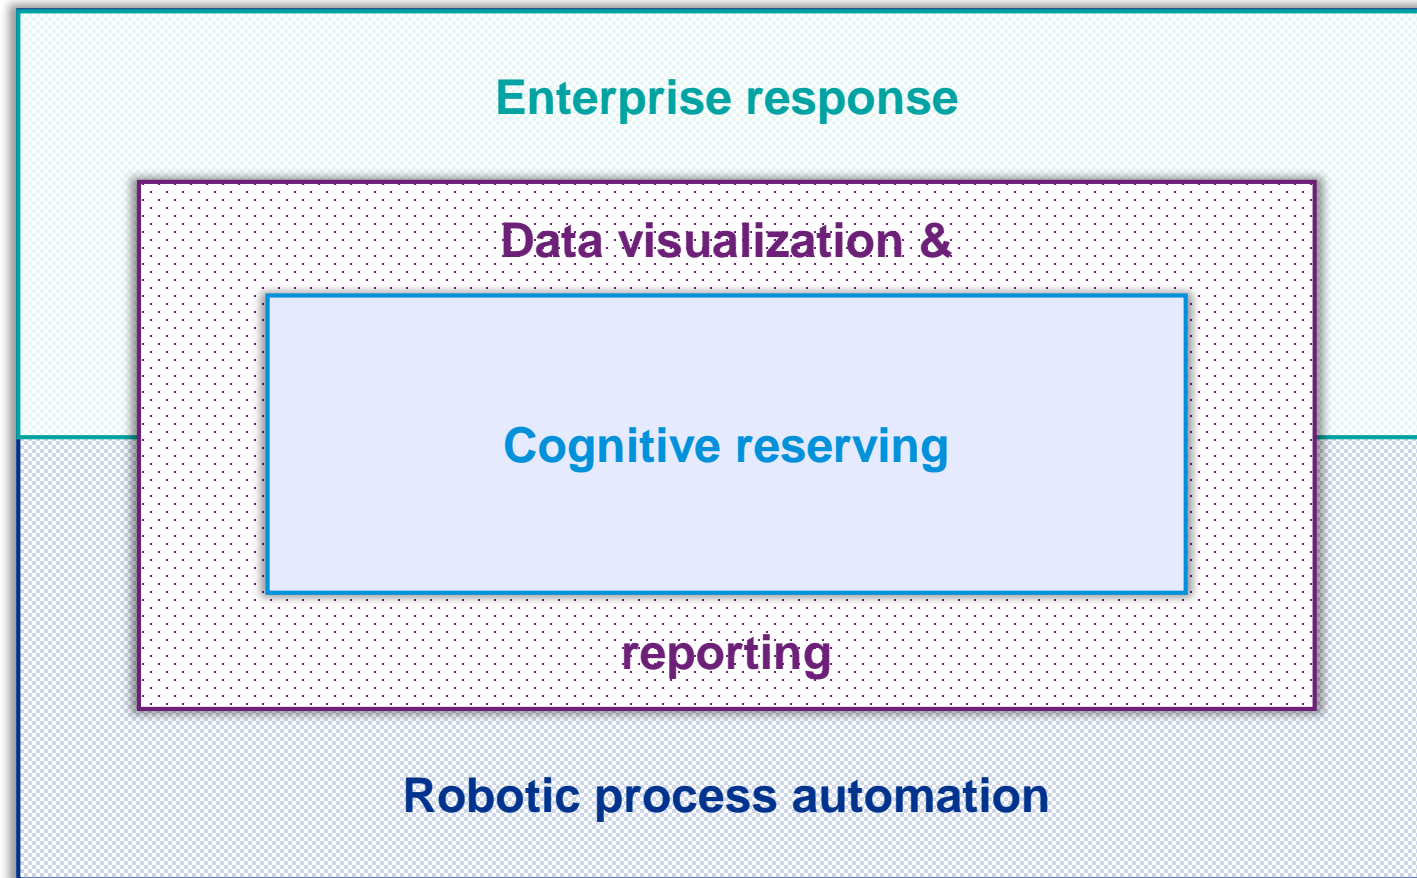 Enterprise response
Data visualization &
Cognitive reserving
reporting
Robotic process automation